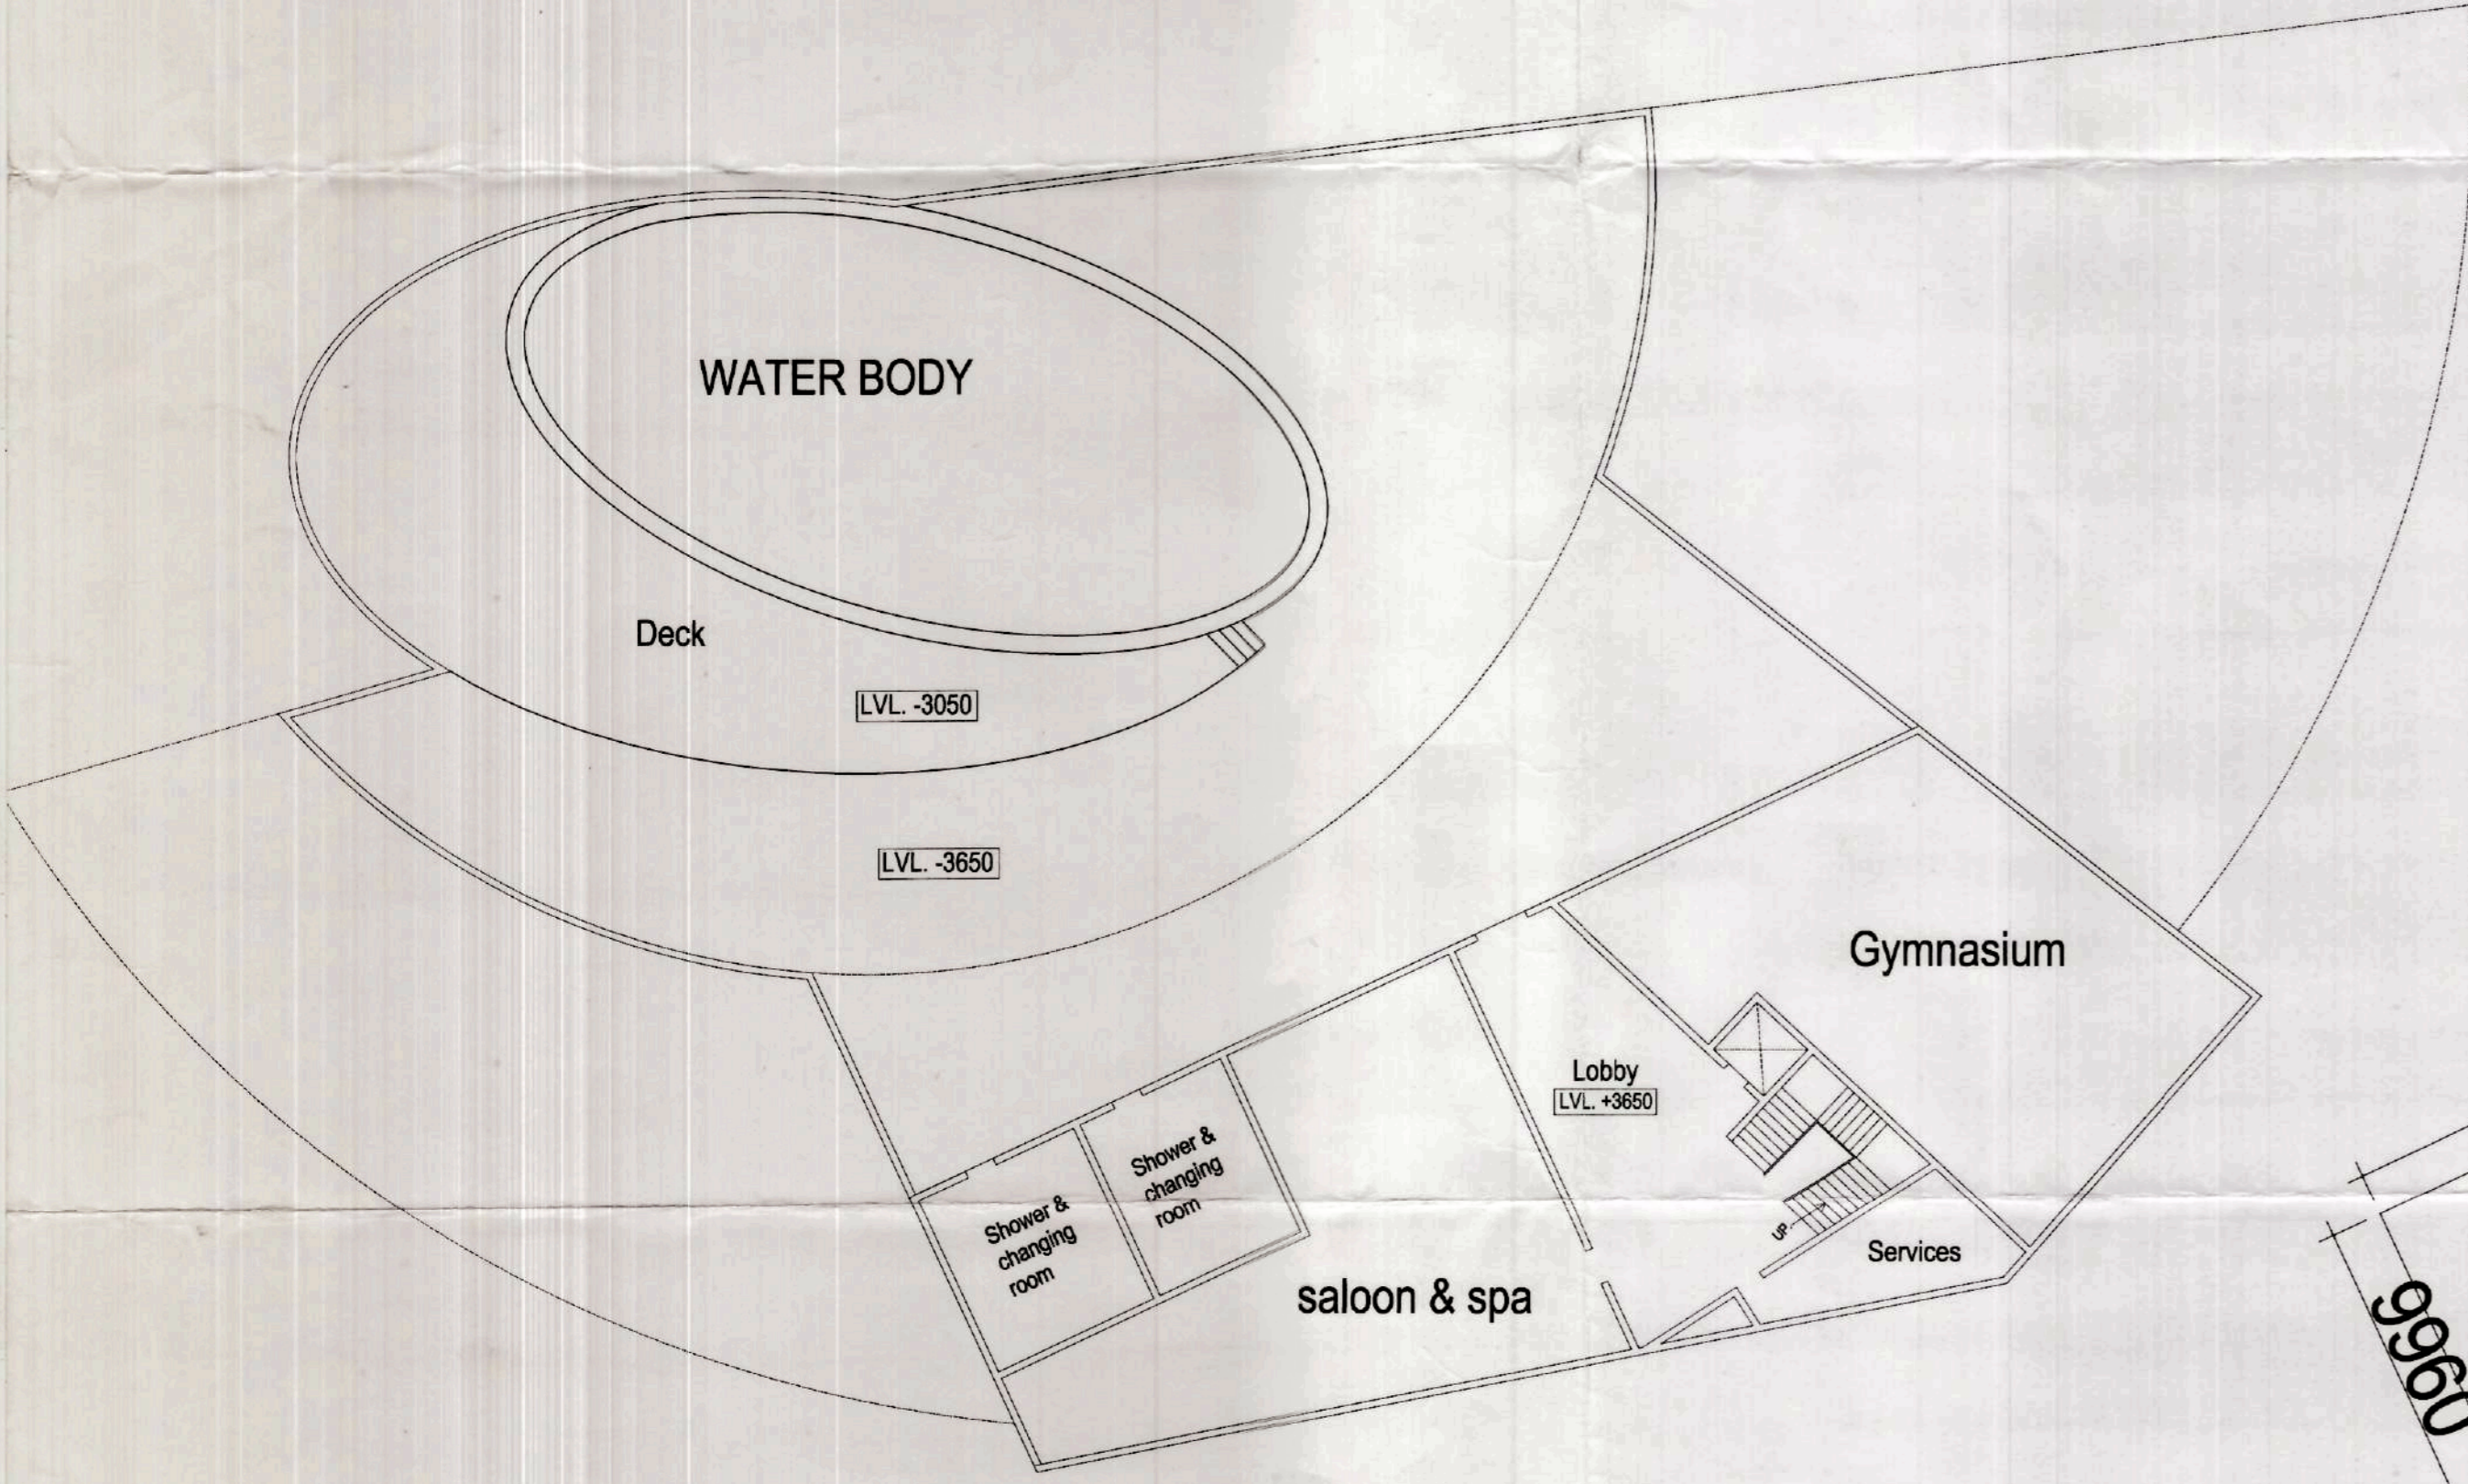 WATER BODY
Deck
LVL. -3050
LVL. -3650
Gymnasium
Lobby
LVL. +3650
Shower &
changing
room
Shower &
changing
room
UP
Services
saloon & spa
9960